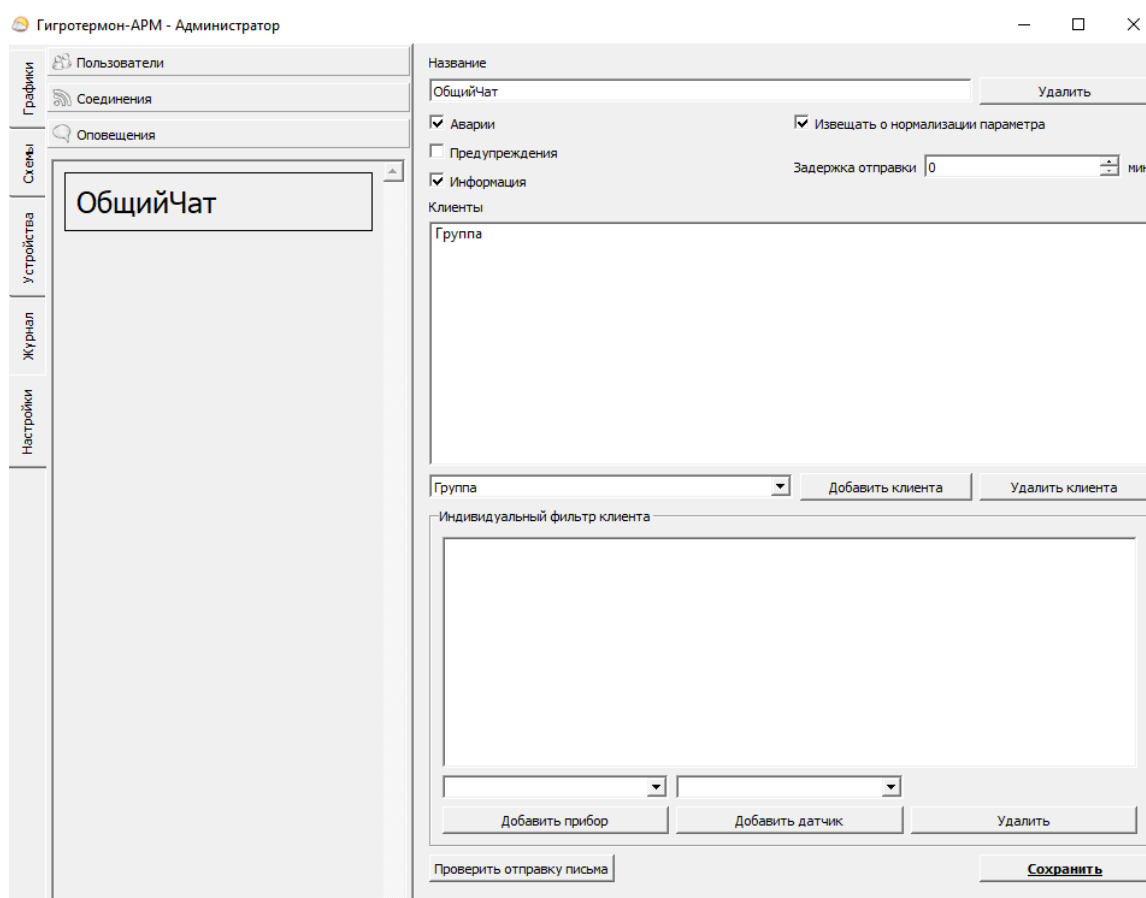 Гигротермон-АРМ - Администратор
Графики
Схемы
Устройства
Журнал
Настройки
Пользователи
Соединения
Оповещения
ОбщийЧат
Название
ОбщийЧат
Удалить
Аварии
Извещать о нормализации параметра
Предупреждения
Задержка отправки 0 мин
Информация
Клиенты
Группа
Группа
Добавить клиента
Удалить клиента
Индивидуальный фильтр клиента
Добавить прибор
Добавить датчик
Удалить
Проверить отправку письма
Сохранить